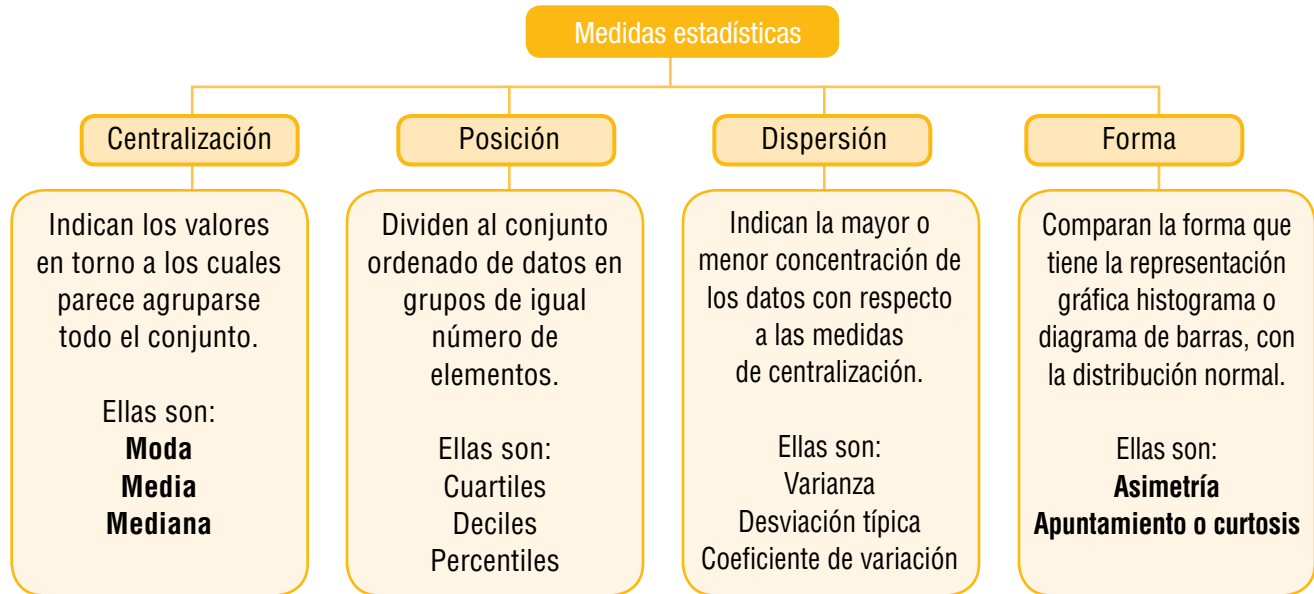 Medidas estadísticas
Centralización
Indican los valores
en torno a los cuales
parece agruparse
todo el conjunto.
Ellas son:
Moda
Media
Mediana
Posición
Dividen al conjunto
ordenado de datos en
grupos de igual
número de
elementos.
Ellas son:
Cuartiles
Deciles
Percentiles
Dispersión
Indican la mayor o
menor concentración de
los datos con respecto
a las medidas
de centralización.
Ellas son:
Varianza
Desviación típica
Coeficiente de variación
Forma
Comparan la forma que
tiene la representación
gráfica histograma o
diagrama de barras, con
la distribución normal.
Ellas son:
Asimetría
Apuntamiento o curtosis